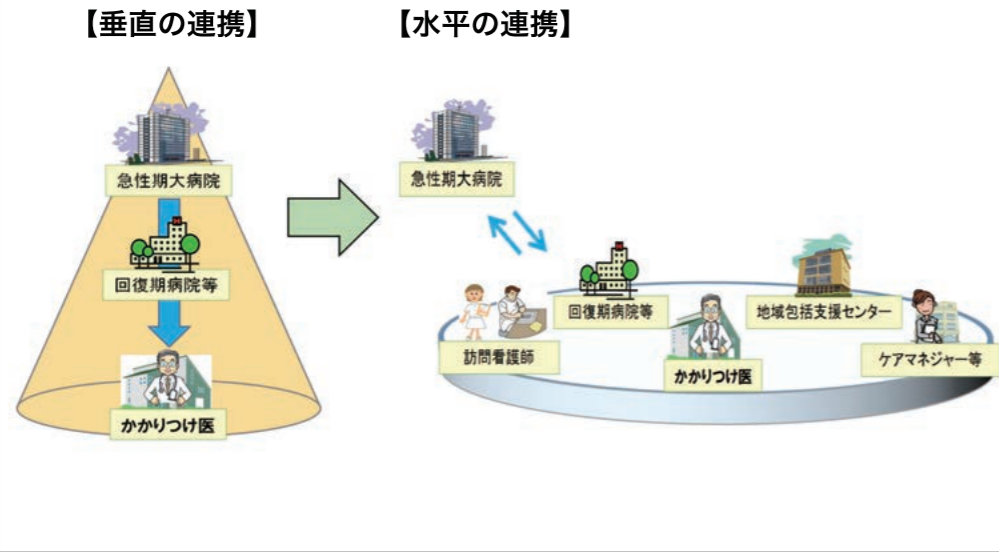 【垂直の連携】
【水平の連携】
急性期大病院
回復期病院等
かかりつけ医
急性期大病院
回復期病院等
地域包括支援センター
訪問看護師
かかりつけ医
ケアマネジャー等